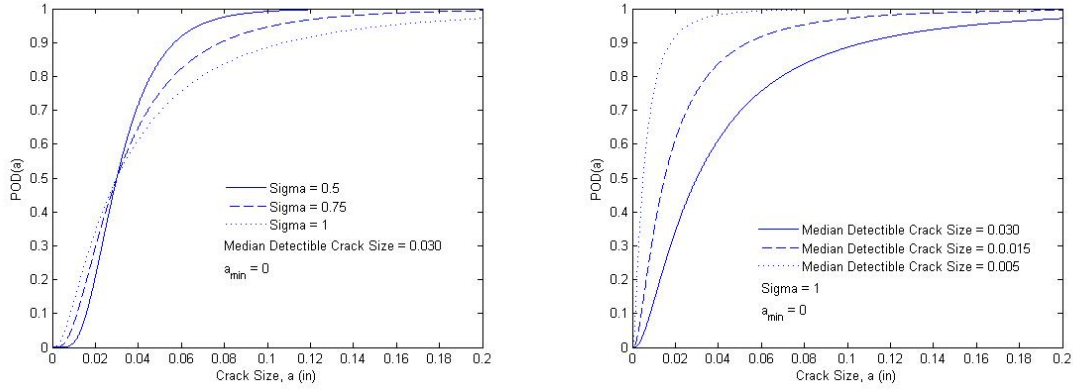 1
0.9
0.8
0.7
0.6
0.5
0.4
0.3
0.2
0.1
0
POD(a)
Sigma = 0.5
Sigma = 0.75
Sigma = 1
Median Detectible Crack Size = 0.030
a_min = 0
0 0.02 0.04 0.06 0.08 0.1 0.12 0.14 0.16 0.18 0.2
Crack Size, a (in)
1
0.9
0.8
0.7
0.6
0.5
0.4
0.3
0.2
0.1
0
POD(a)
Median Detectible Crack Size = 0.030
Median Detectible Crack Size = 0.0.015
Median Detectible Crack Size = 0.005
Sigma = 1
a_min = 0
0 0.02 0.04 0.06 0.08 0.1 0.12 0.14 0.16 0.18 0.2
Crack Size, a (in)